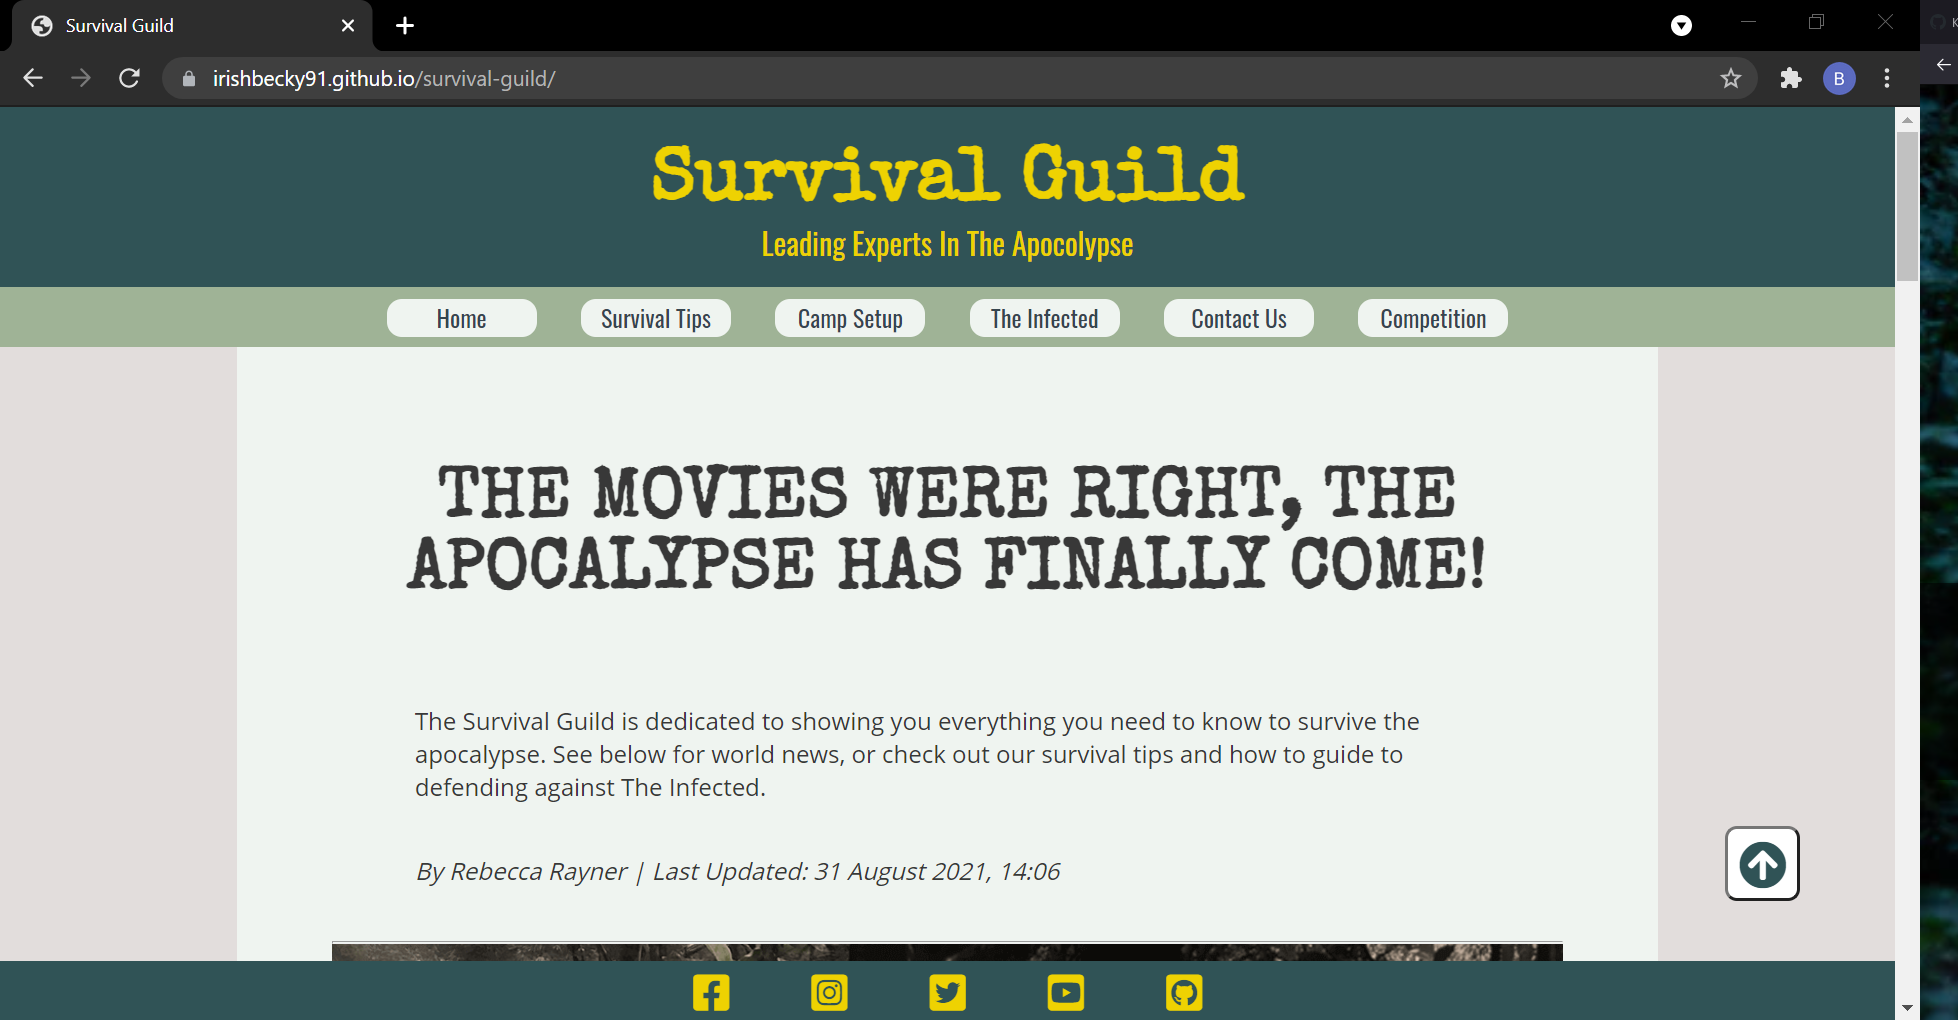 Survival Guild
irishbecky91.github.io/survival-guild/
B
K
Survival Guild
Leading Experts In The Apocolypse
Home
Survival Tips
Camp Setup
The Infected
Contact Us
Competition
THE MOVIES WERE RIGHT, THE
APOCALYPSE HAS FINALLY COME!
The Survival Guild is dedicated to showing you everything you need to know to survive the
apocalypse. See below for world news, or check out our survival tips and how to guide to
defending against The Infected.
By Rebecca Rayner | Last Updated: 31 August 2021, 14:06